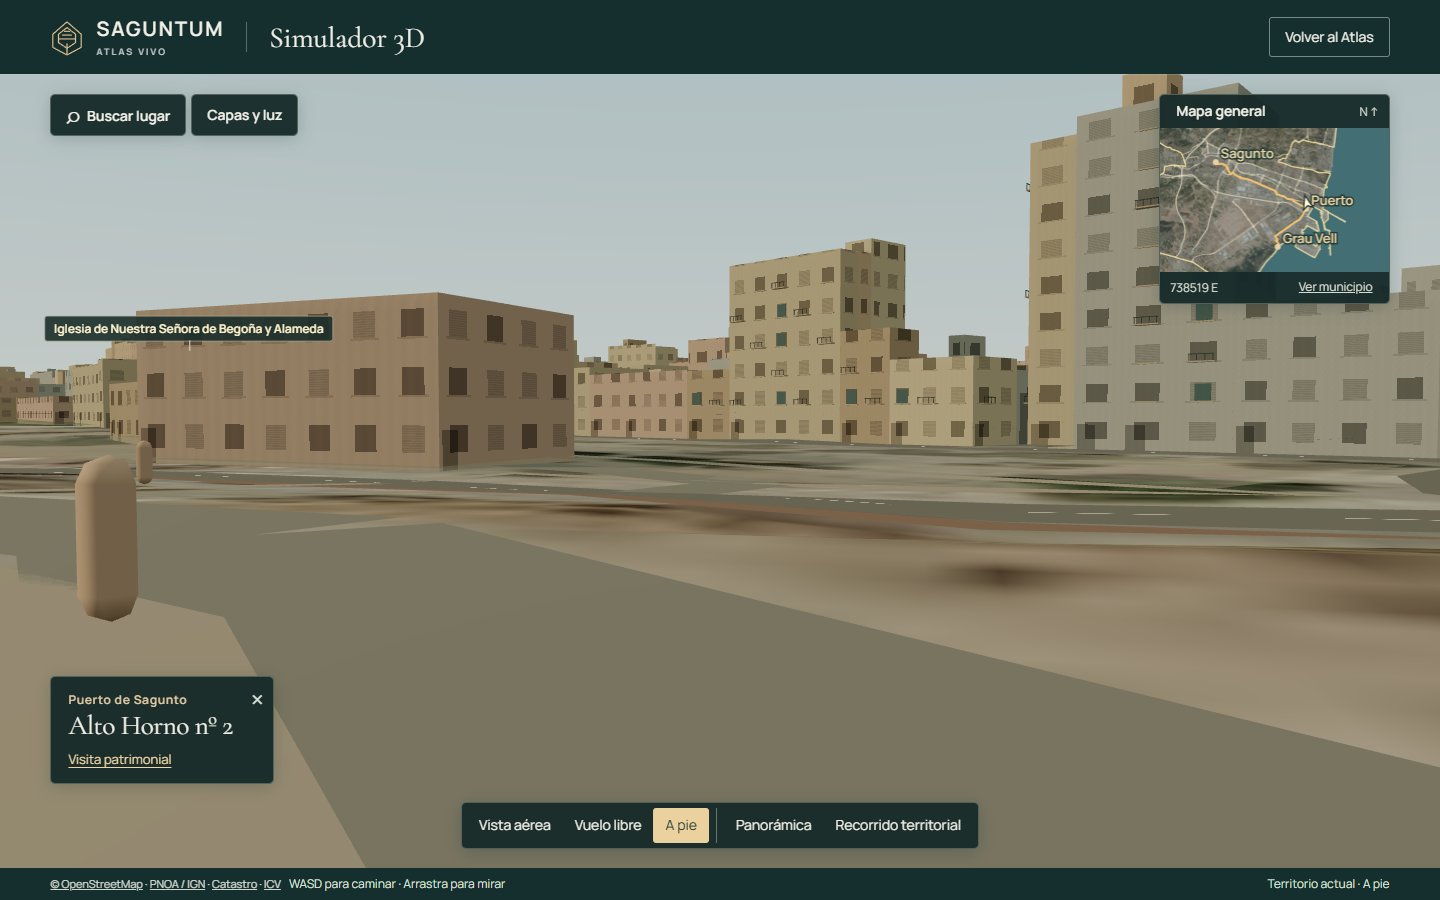 SAGUNTUM
ATLAS VIVO
Simulador 3D
Volver al Atlas
Buscar lugar
Capas y luz
Mapa general
N ↑
Sagunto
Puerto
Grau Vell
738519 E
Ver municipio
Iglesia de Nuestra Señora de Begoña y Alameda
Puerto de Sagunto
Alto Horno nº 2
Visita patrimonial
Vista aérea
Vuelo libre
A pie
Panorámica
Recorrido territorial
© OpenStreetMap · PNOA / IGN · Catastro · ICV WASD para caminar · Arrastra para mirar
Territorio actual · A pie